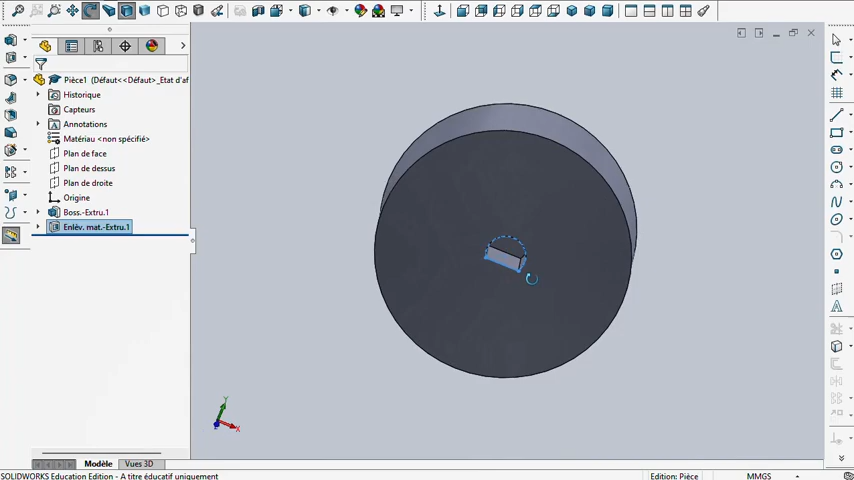 Pièce1 (Défaut<<Défaut>_Etat d'af
Historique
Capteurs
Annotations
Matériau <non spécifié>
Plan de face
Plan de dessus
Plan de droite
Origine
Boss.-Extru.1
Enlèv. mat.-Extru.1
Y
X
Modèle
Vues 3D
SOLIDWORKS Education Edition - A titre éducatif uniquement
Edition: Pièce
MMGS